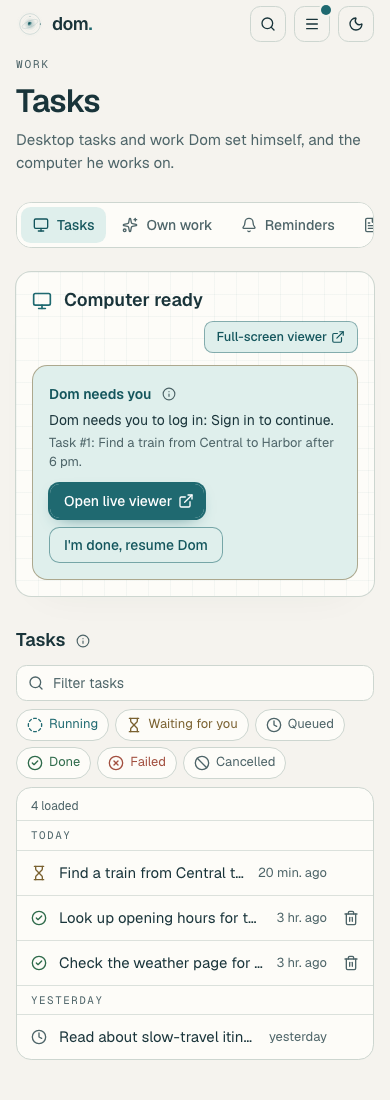 dom.
WORK
Tasks
Desktop tasks and work Dom set himself, and the
computer he works on.
Tasks
Own work
Reminders
Computer ready
Full-screen viewer
Dom needs you
Dom needs you to log in: Sign in to continue.
Task #1: Find a train from Central to Harbor after
6 pm.
Open live viewer
I'm done, resume Dom
Tasks
Filter tasks
Running
Waiting for you
Queued
Done
Failed
Cancelled
4 loaded
TODAY
Find a train from Central t… 20 min. ago
Look up opening hours for t… 3 hr. ago
Check the weather page for … 3 hr. ago
YESTERDAY
Read about slow-travel itin… yesterday